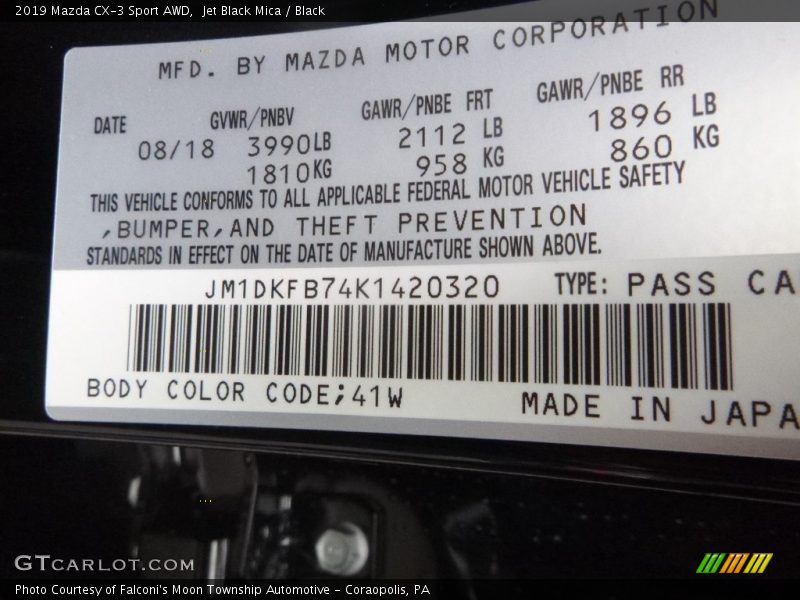 2019 Mazda CX-3 Sport AWD, Jet Black Mica / Black
MFD. BY MAZDA MOTOR CORPORATION
DATE GVWR/PNBV GAWR/PNBE FRT GAWR/PNBE RR
08/18 3990LB 2112 LB 1896 LB
1810KG 958 KG 860 KG
THIS VEHICLE CONFORMS TO ALL APPLICABLE FEDERAL MOTOR VEHICLE SAFETY
,BUMPER,AND THEFT PREVENTION
STANDARDS IN EFFECT ON THE DATE OF MANUFACTURE SHOWN ABOVE.
JM1DKFB74K1420320 TYPE: PASS CA
BODY COLOR CODE;41W MADE IN JAPA
GTCARLOT.COM
Photo Courtesy of Falconi's Moon Township Automotive - Coraopolis, PA